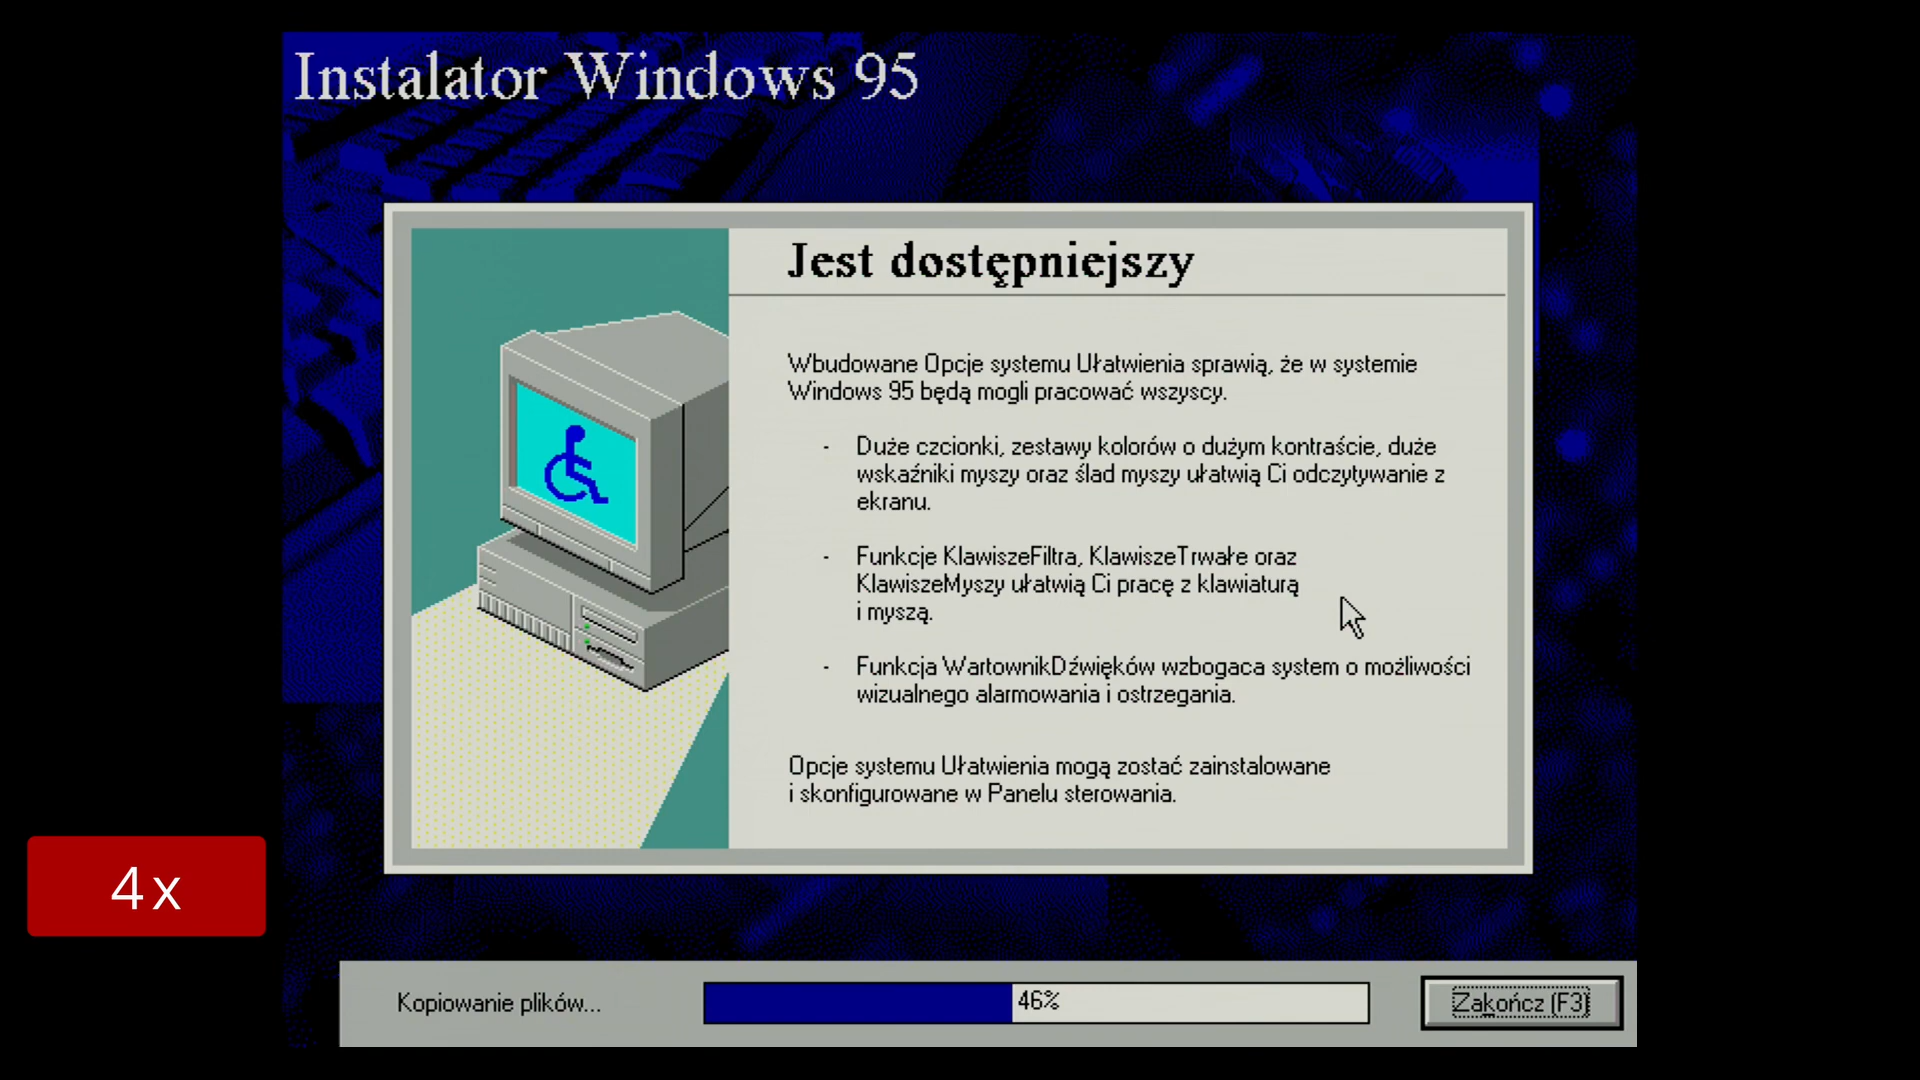 Instalator Windows 95
Jest dostępniejszy
Wbudowane Opcje systemu Ułatwienia sprawią, że w systemie
Windows 95 będą mogli pracować wszyscy.
- Duże czcionki, zestawy kolorów o dużym kontraście, duże
wskaźniki myszy oraz ślad myszy ułatwią Ci odczytywanie z
ekranu.
- Funkcje KlawiszeFiltra, KlawiszeTrwałe oraz
KlawiszeMyszy ułatwią Ci pracę z klawiaturą
i myszą.
- Funkcja WartownikDźwięków wzbogaca system o możliwości
wizualnego alarmowania i ostrzegania.
Opcje systemu Ułatwienia mogą zostać zainstalowane
i skonfigurowane w Panelu sterowania.
4x
Kopiowanie plików...
46%
Zakończ (F3)